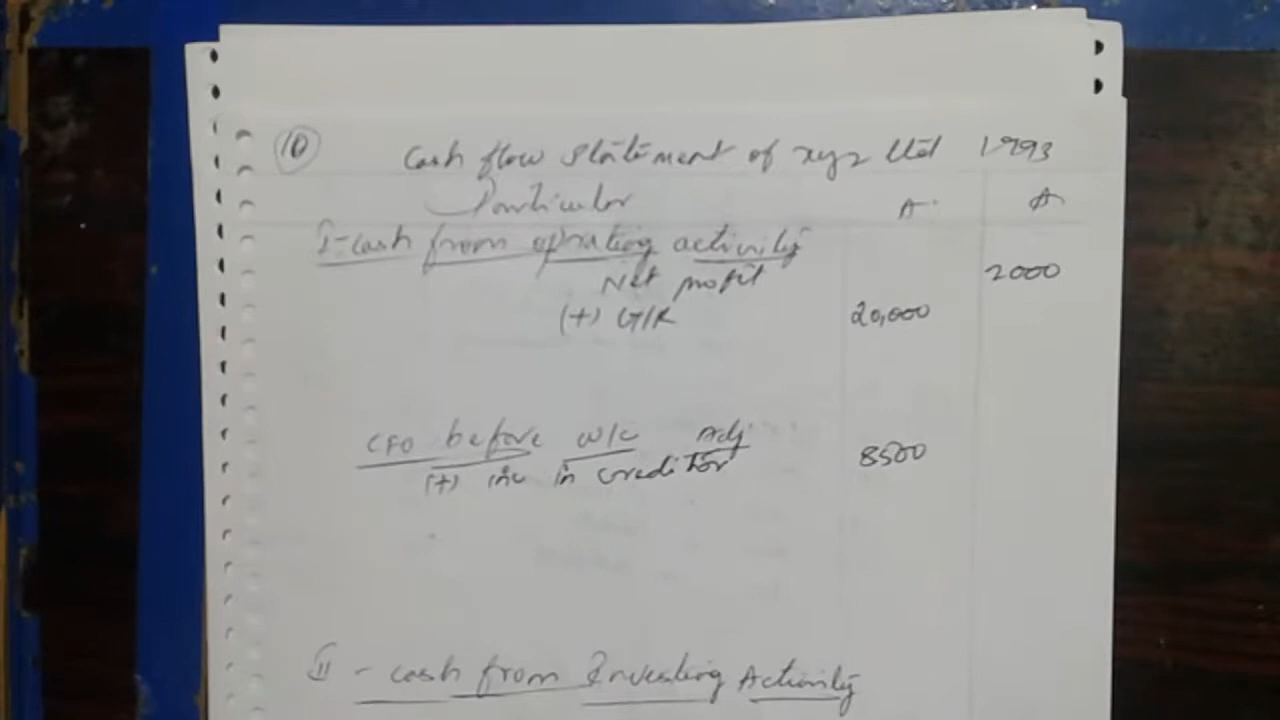 10 Cash flow statement of xyz Ltd 1993
Particular A A
I-cash from oprating activity
Net profit 2000
(+) G/R 20,000
CFO before W/C Adj
(+) inc in creditor 8500
II - cash from Investing Activity